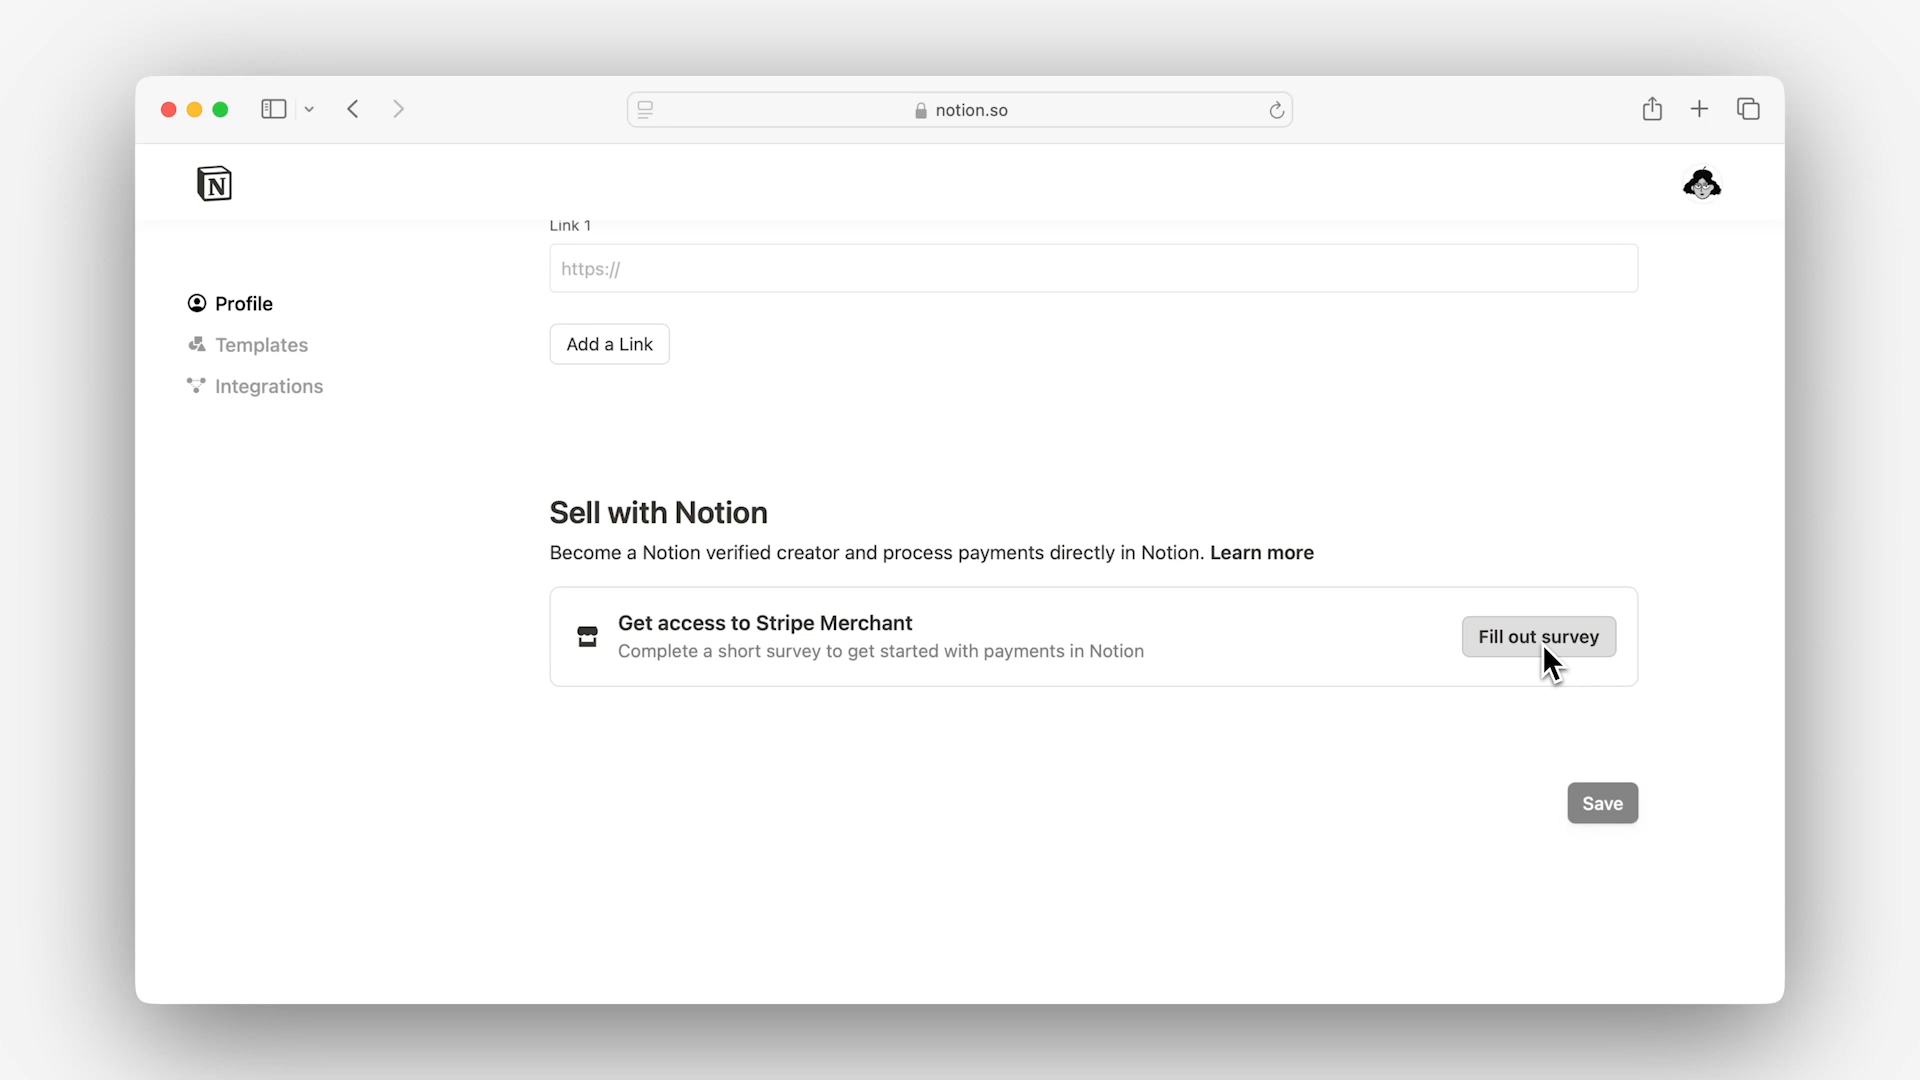 notion.so
N
Link 1
https://
Profile
Templates
Integrations
Add a Link
Sell with Notion
Become a Notion verified creator and process payments directly in Notion. Learn more
Get access to Stripe Merchant
Complete a short survey to get started with payments in Notion
Fill out survey
Save